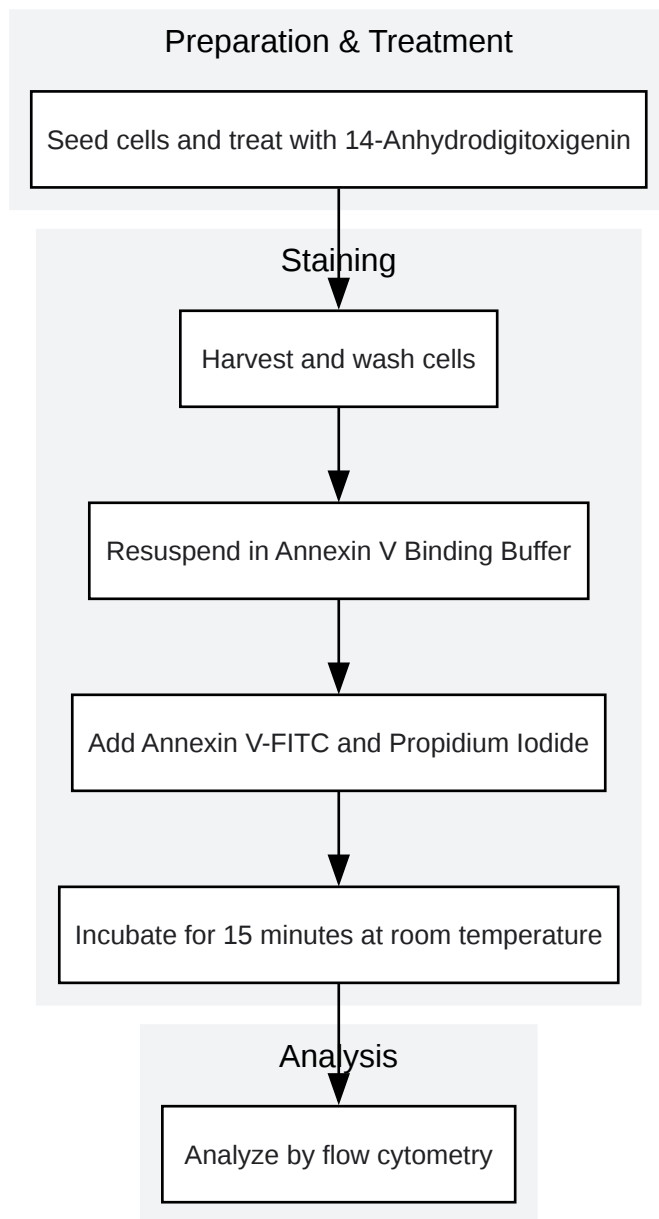 Preparation & Treatment
Seed cells and treat with 14-Anhydrodigitoxigenin
Staining
Harvest and wash cells
Resuspend in Annexin V Binding Buffer
Add Annexin V-FITC and Propidium Iodide
Incubate for 15 minutes at room temperature
Analysis
Analyze by flow cytometry